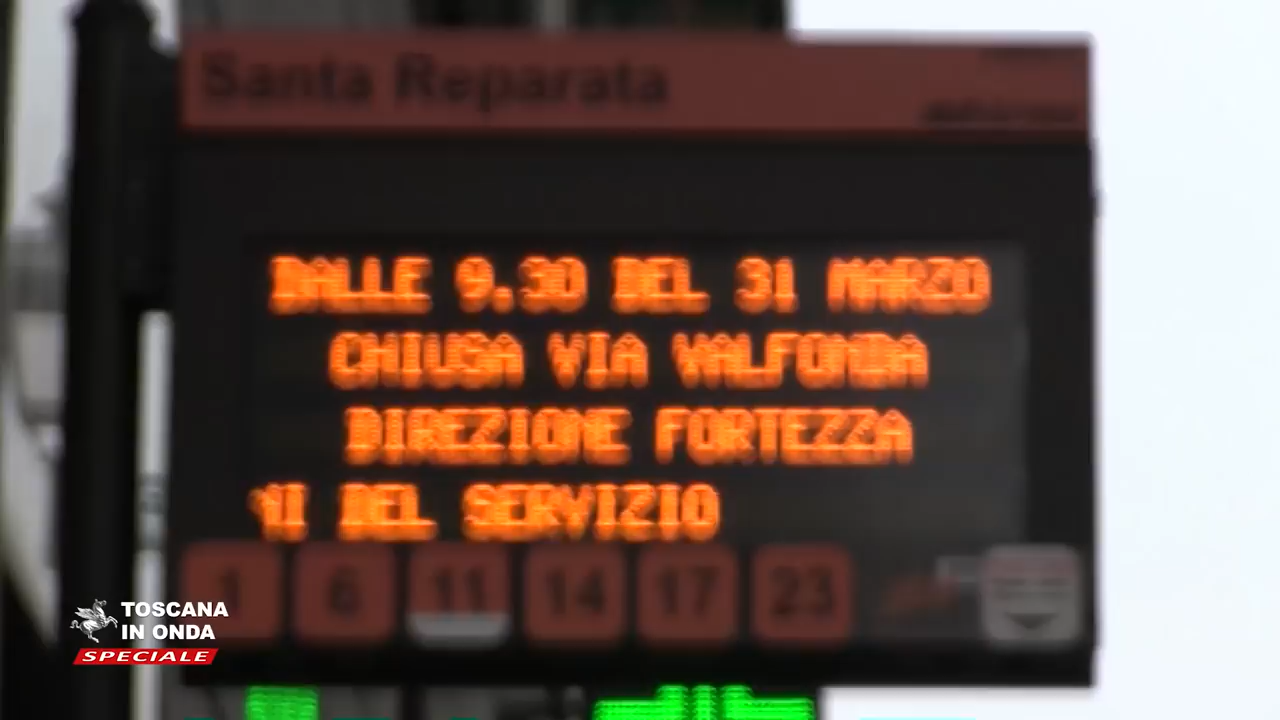 Santa Reparata
DALLE 9.30 DEL 31 MARZO
CHIUSA VIA VALFONDA
DIREZIONE FORTEZZA
NI DEL SERVIZIO
1 6 11 14 17 23
TOSCANA
IN ONDA
SPECIALE